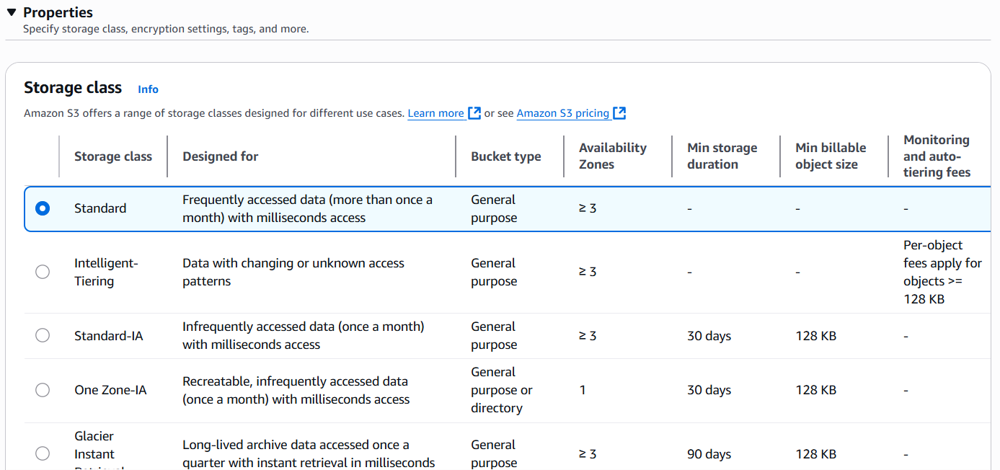 Properties
Specify storage class, encryption settings, tags, and more.
Storage class Info
Amazon S3 offers a range of storage classes designed for different use cases. Learn more or see Amazon S3 pricing
Storage class
Designed for
Bucket type
Availability
Zones
Min storage
duration
Min billable
object size
Monitoring
and auto-
tiering fees
Standard
Frequently accessed data (more than once a
month) with milliseconds access
General
purpose
≥ 3
-
-
-
Intelligent-
Tiering
Data with changing or unknown access
patterns
General
purpose
≥ 3
-
-
Per-object
fees apply for
objects >=
128 KB
Standard-IA
Infrequently accessed data (once a month)
with milliseconds access
General
purpose
≥ 3
30 days
128 KB
-
One Zone-IA
Recreatable, infrequently accessed data
(once a month) with milliseconds access
General
purpose or
directory
1
30 days
128 KB
-
Glacier
Instant
Long-lived archive data accessed once a
quarter with instant retrieval in milliseconds
General
purpose
≥ 3
90 days
128 KB
-